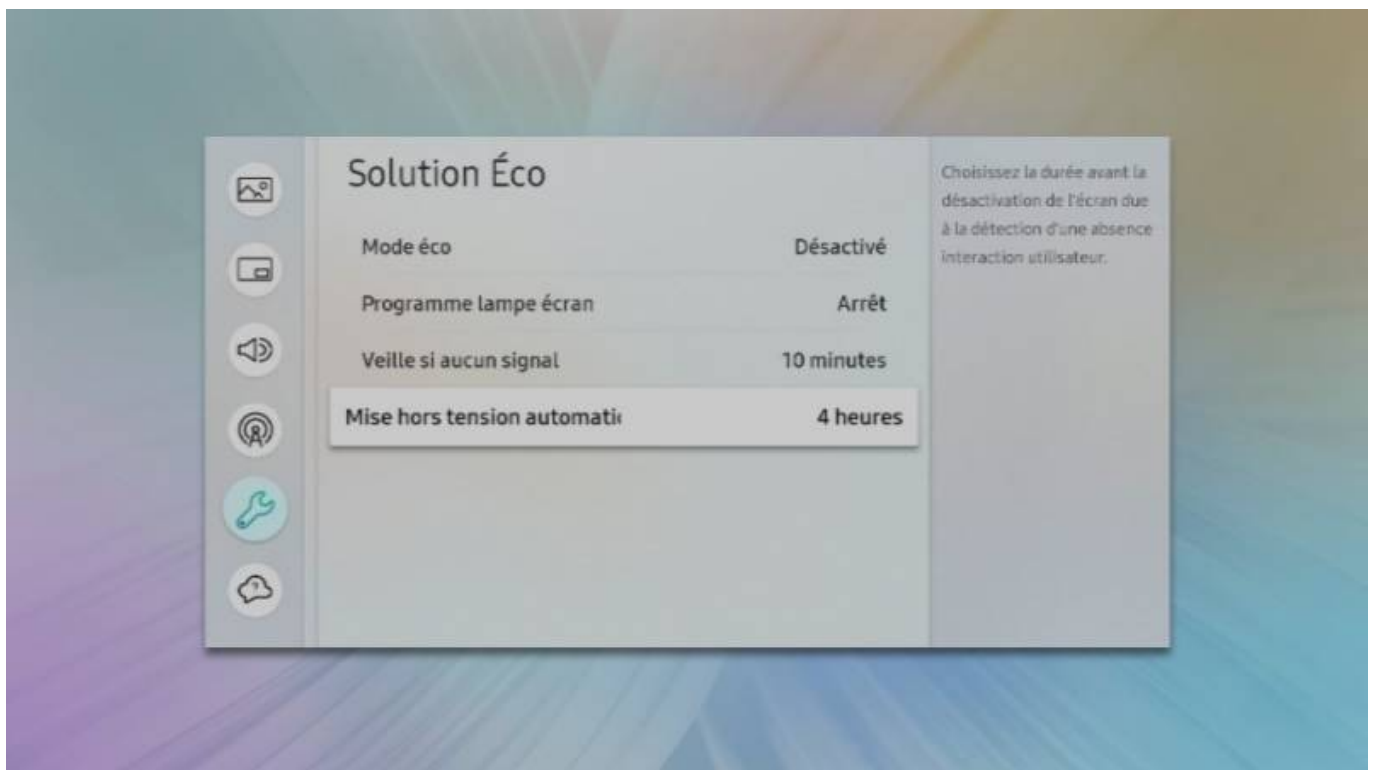 Solution Éco
Mode éco Désactivé
Programme lampe écran Arrêt
Veille si aucun signal 10 minutes
Mise hors tension automatic 4 heures
Choisissez la durée avant la
désactivation de l'écran due
à la détection d'une absence
interaction utilisateur.